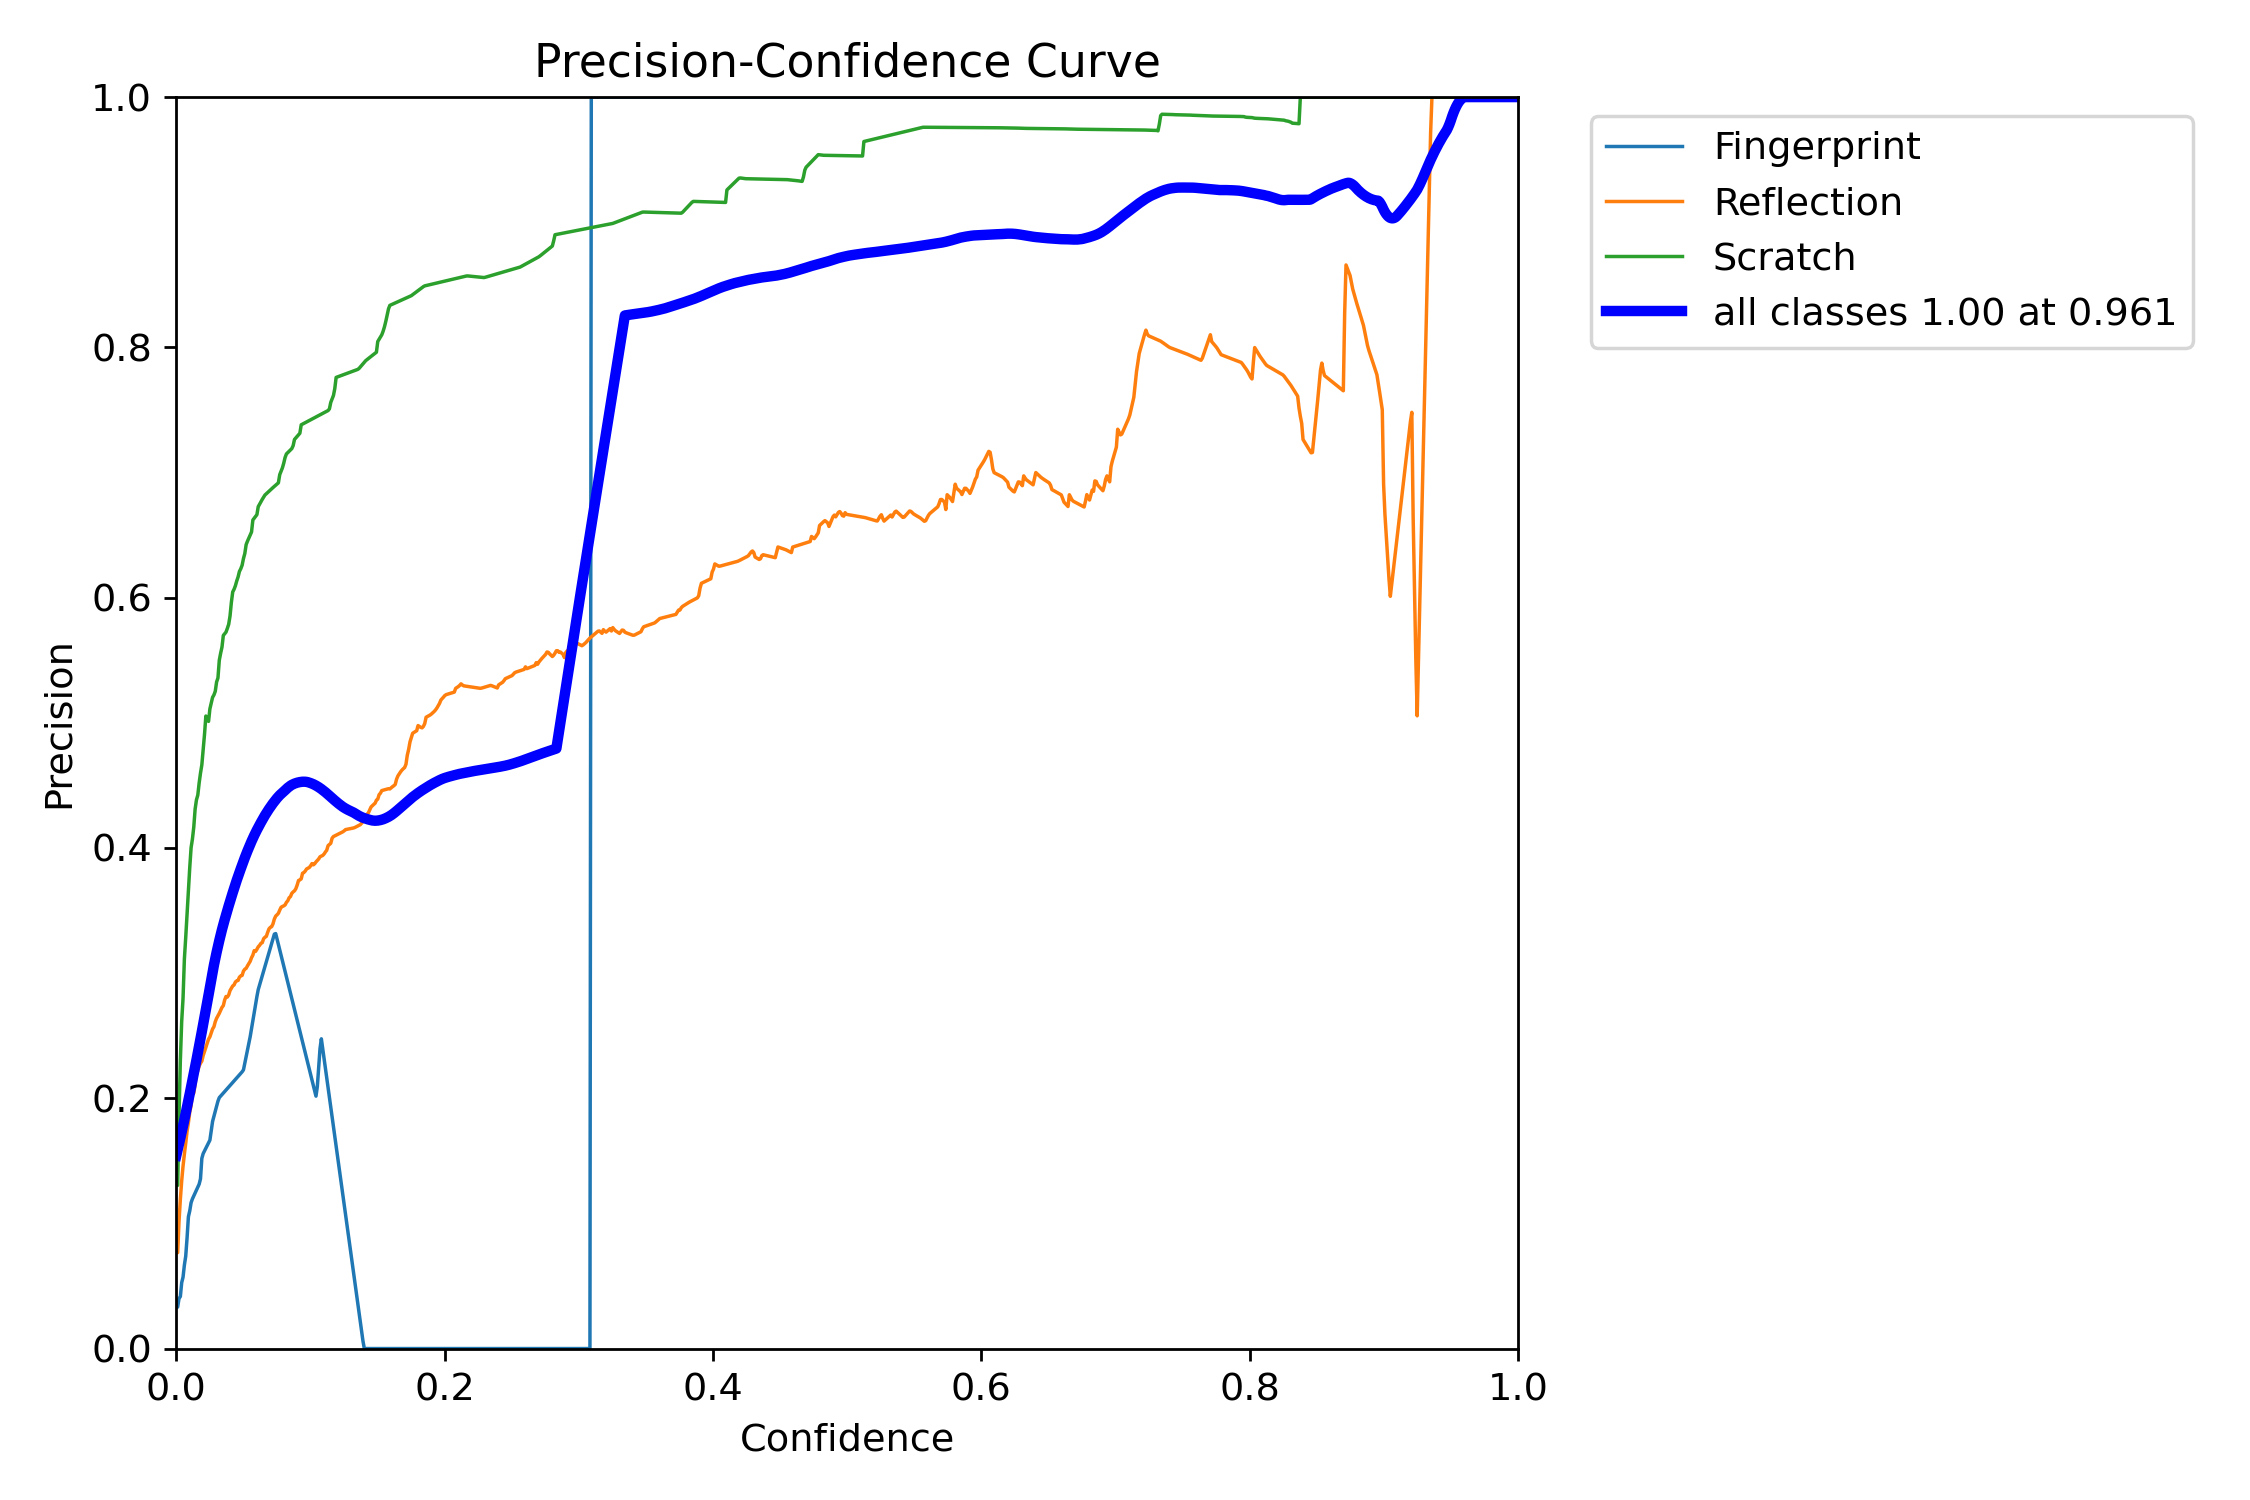 Precision-Confidence Curve
1.0
0.8
0.6
0.4
0.2
0.0
Precision
0.0 0.2 0.4 0.6 0.8 1.0
Confidence
Fingerprint
Reflection
Scratch
all classes 1.00 at 0.961